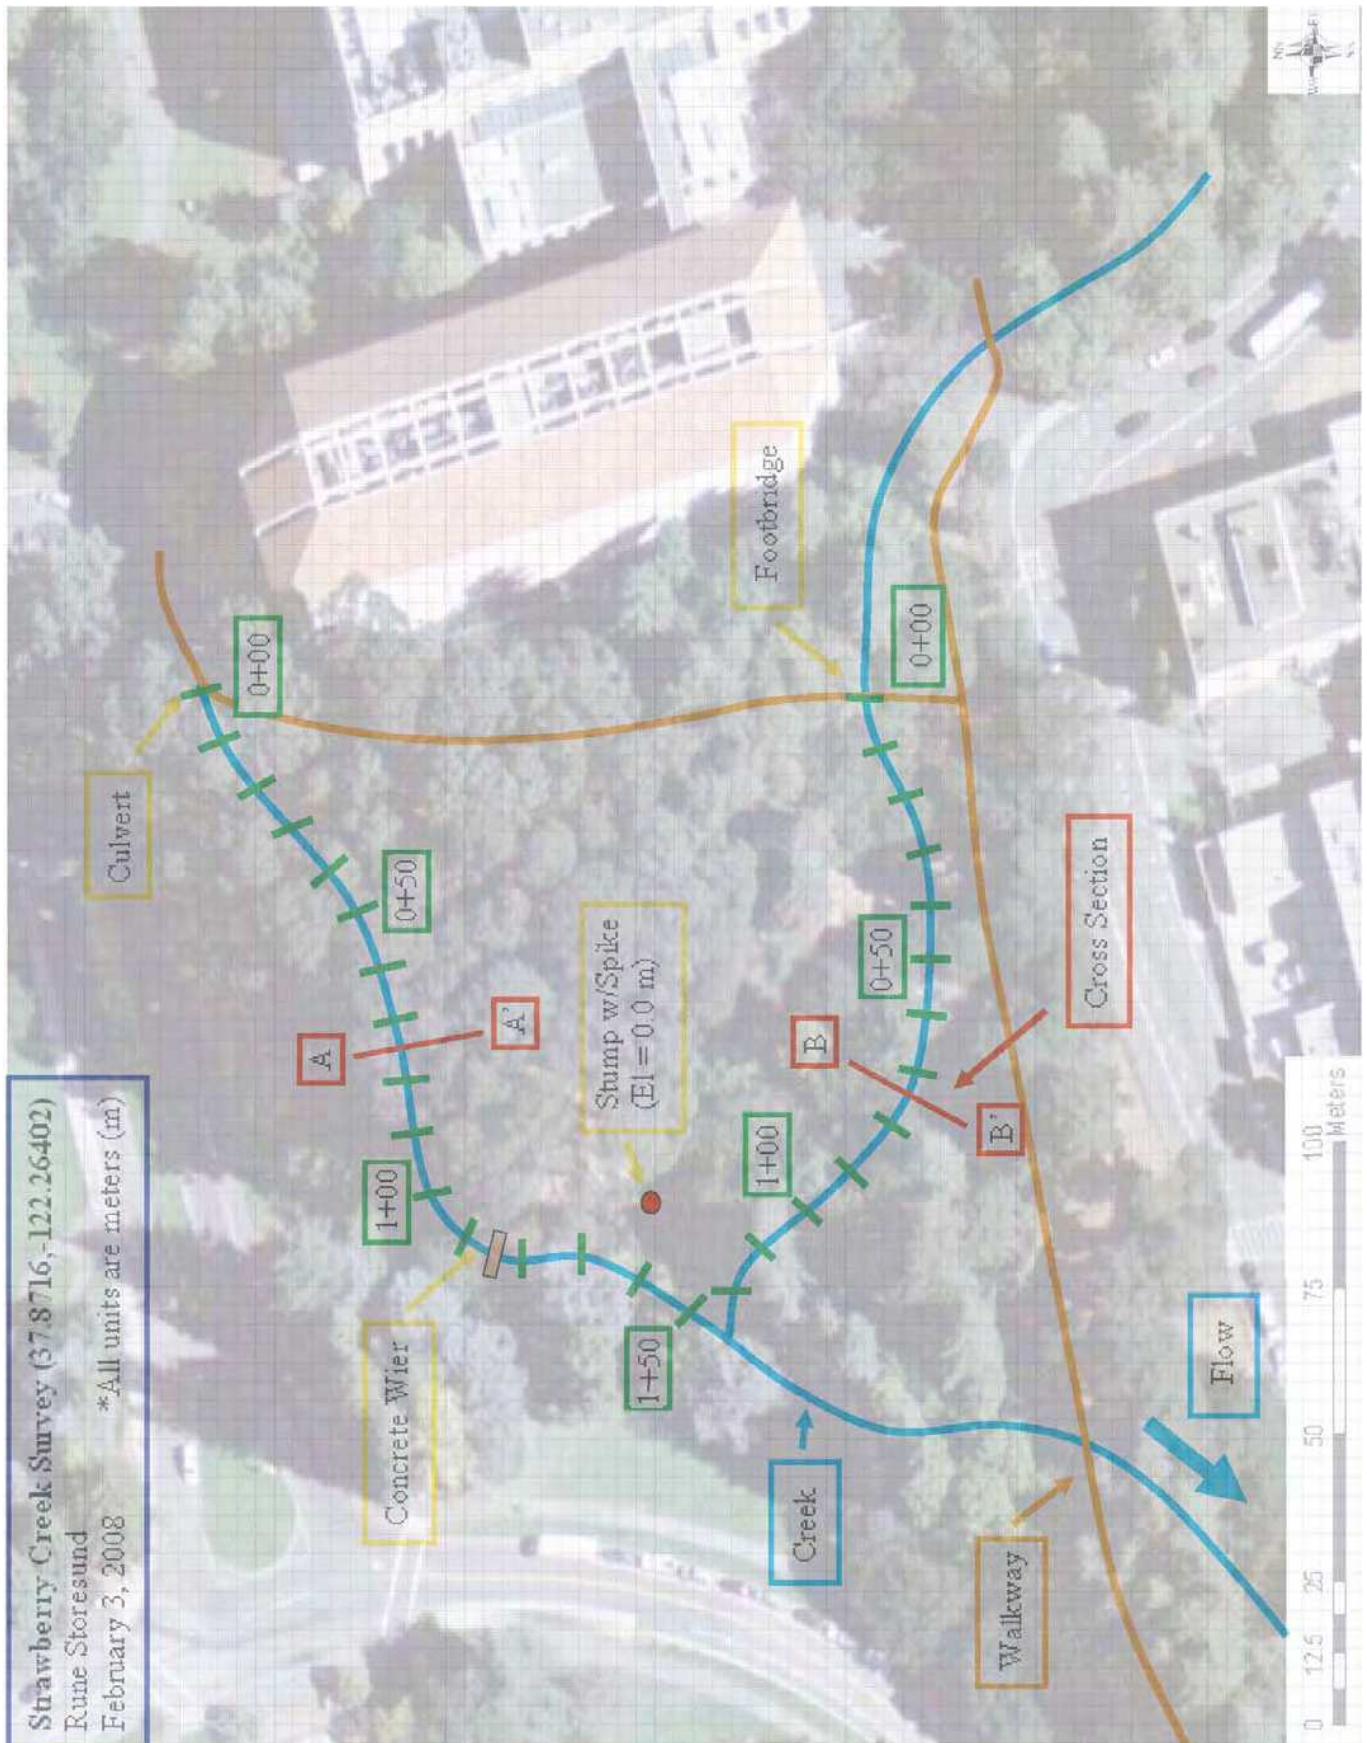 Strawberry Creek Survey (37.8716,-122.26402)
Rune Storesund
February 3, 2008 *All units are meters (m)
Culvert
0+00
0+50
A
A'
1+00
Concrete Wier
Stump w/Spike
(El = 0.0 m)
1+50
Footbridge
0+00
0+50
B
B'
1+00
Cross Section
Creek
Walkway
Flow
0 12.5 25 50 75 100
Meters